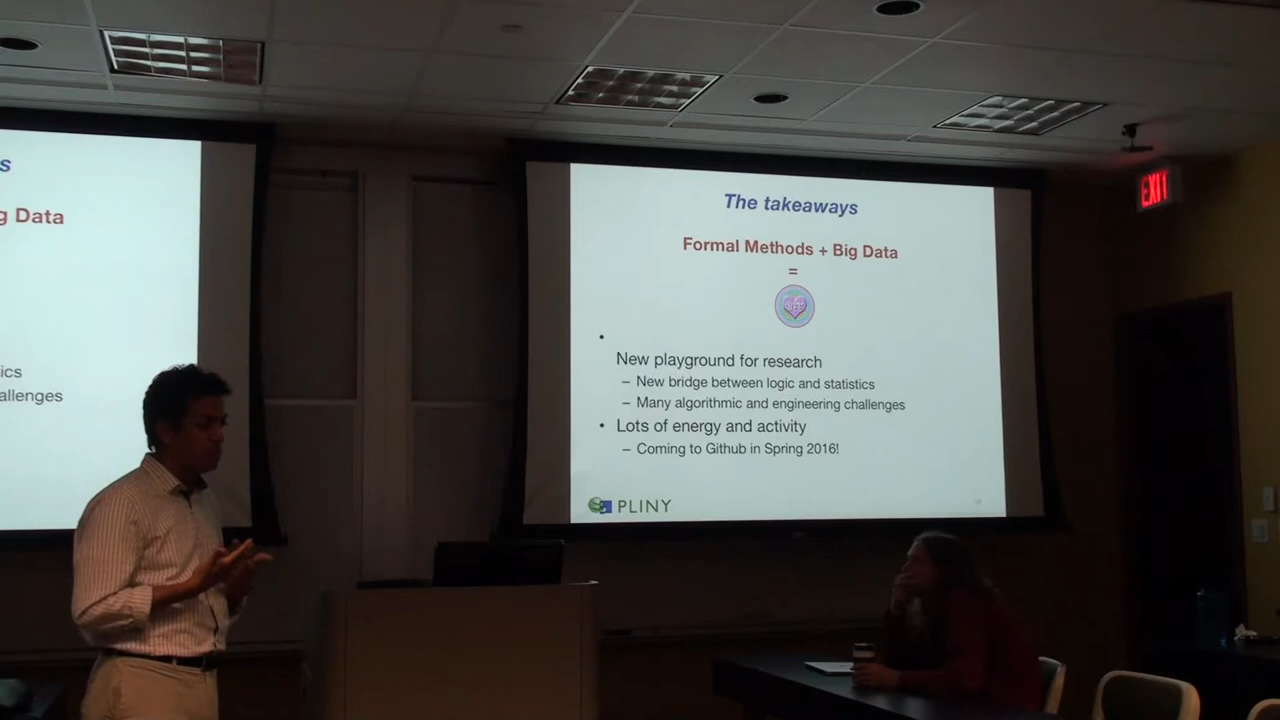 s
g Data
ics
allenges
The takeaways
Formal Methods + Big Data
=
•
New playground for research
– New bridge between logic and statistics
– Many algorithmic and engineering challenges
• Lots of energy and activity
– Coming to Github in Spring 2016!
PLINY
EXIT